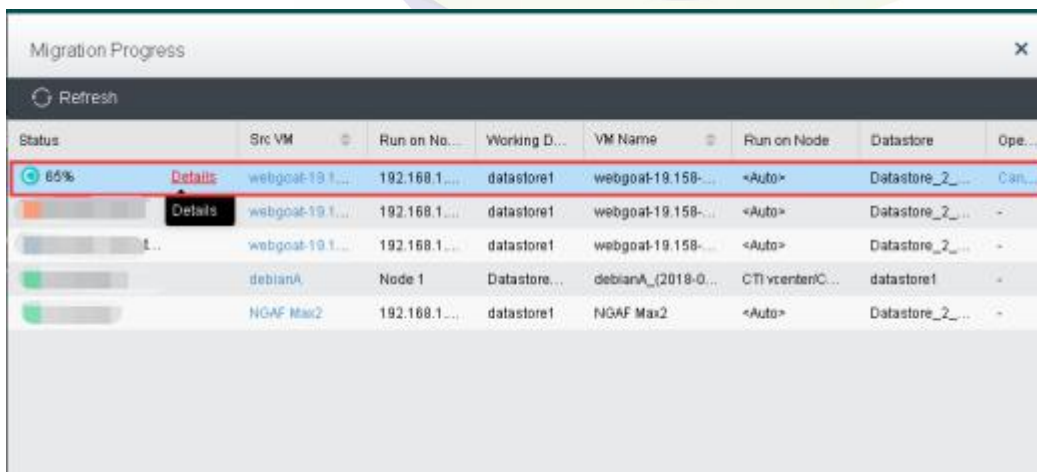 Migration Progress ×
Refresh
Status Src VM Run on No... Working D... VM Name Run on Node Datastore Ope...
65% Details webgoat-19.1.... 192.168.1.... datastore1 webgoat-19.158-... <Auto> Datastore_2_... Can...
Details webgoat-19.1.... 192.168.1.... datastore1 webgoat-19.158-... <Auto> Datastore_2_... -
t... webgoat-19.1.... 192.168.1.... datastore1 webgoat-19.158-... <Auto> Datastore_2_... -
debianA Node 1 Datastore... debianA_(2018-0... CTI vcenter/C... datastore1 -
NGAF Max2 192.168.1.... datastore1 NGAF Max2 <Auto> Datastore_2_... -